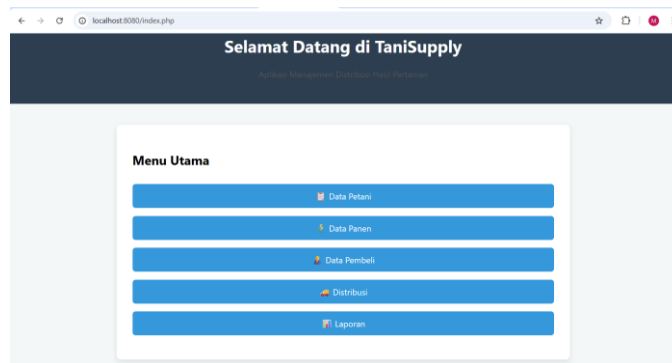 localhost:8080/index.php
M
Selamat Datang di TaniSupply
Aplikasi Manajemen Distribusi Hasil Pertanian
Menu Utama
Data Petani
Data Panen
Data Pembeli
Distribusi
Laporan